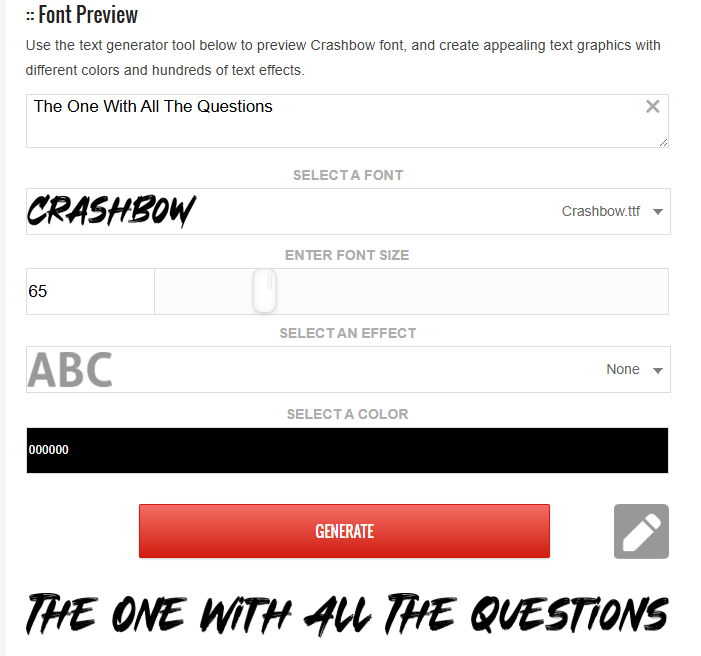 :: Font Preview
Use the text generator tool below to preview Crashbow font, and create appealing text graphics with
different colors and hundreds of text effects.
The One With All The Questions
SELECT A FONT
CRASHBOW Crashbow.ttf
ENTER FONT SIZE
65
SELECT AN EFFECT
ABC None
SELECT A COLOR
000000
GENERATE
THE ONE WiTH ALL THE QUESTiONS